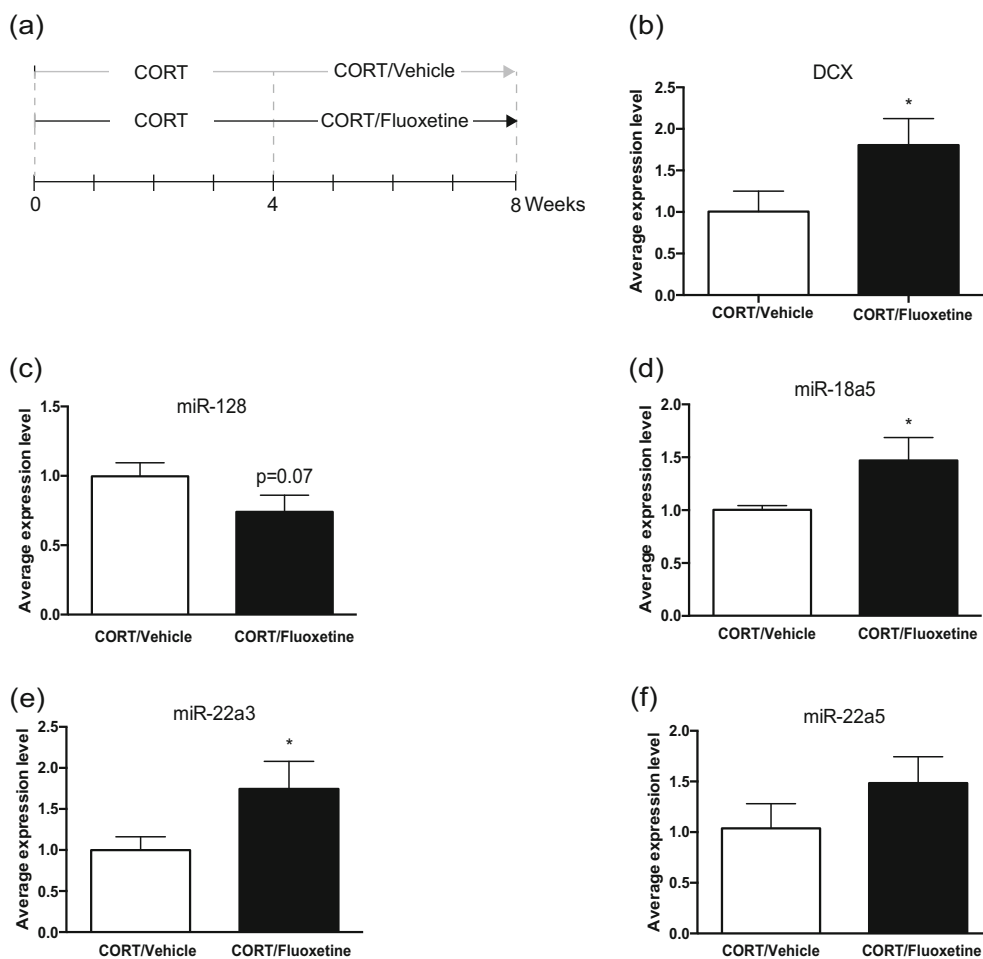 (a)
CORT CORT/Vehicle
CORT CORT/Fluoxetine
0 4 8 Weeks
(b)
DCX
Average expression level
2.5
2.0
1.5
1.0
0.5
0.0
*
CORT/Vehicle CORT/Fluoxetine
(c)
miR-128
Average expression level
1.5
1.0
0.5
0.0
p=0.07
CORT/Vehicle CORT/Fluoxetine
(d)
miR-18a5
Average expression level
2.0
1.5
1.0
0.5
0.0
*
CORT/Vehicle CORT/Fluoxetine
(e)
miR-22a3
Average expression level
2.5
2.0
1.5
1.0
0.5
0.0
*
CORT/Vehicle CORT/Fluoxetine
(f)
miR-22a5
Average expression level
2.0
1.5
1.0
0.5
0.0
CORT/Vehicle CORT/Fluoxetine